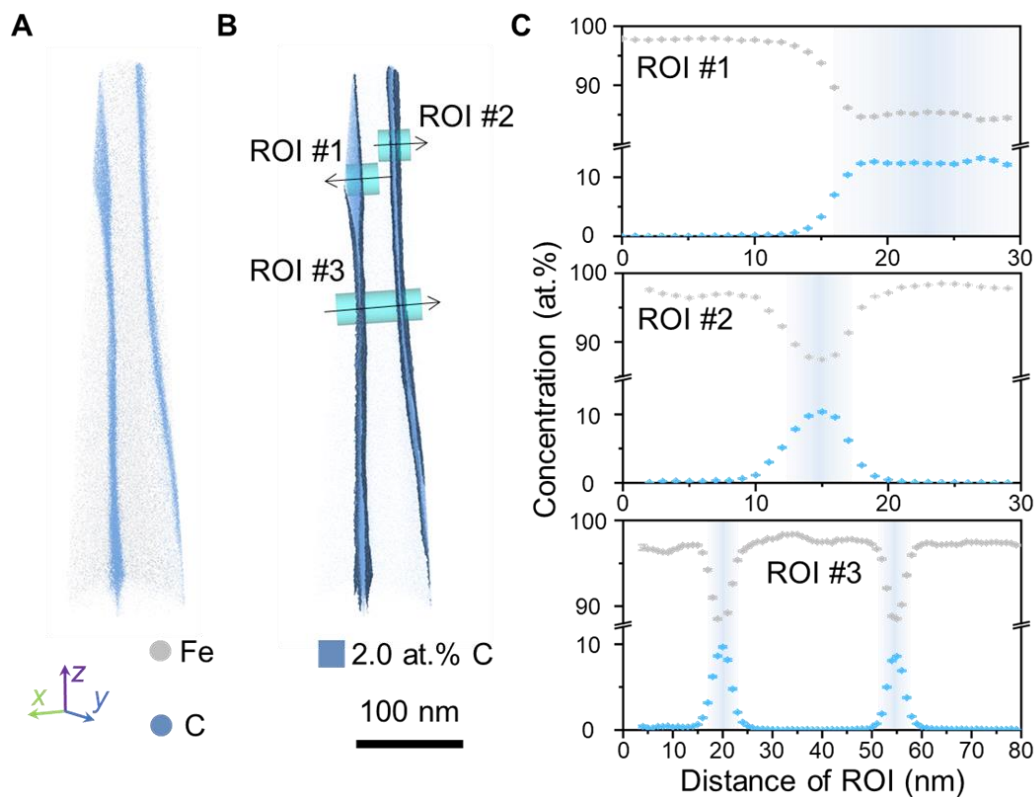 A
B
C
ROI #1
ROI #2
ROI #3
Fe
C
x
z
y
2.0 at.% C
100 nm
Concentration (at.%)
100
90
10
0
ROI #1
0
10
20
30
100
90
10
0
ROI #2
0
10
20
30
100
90
10
0
ROI #3
0
10
20
30
40
50
60
70
80
Distance of ROI (nm)